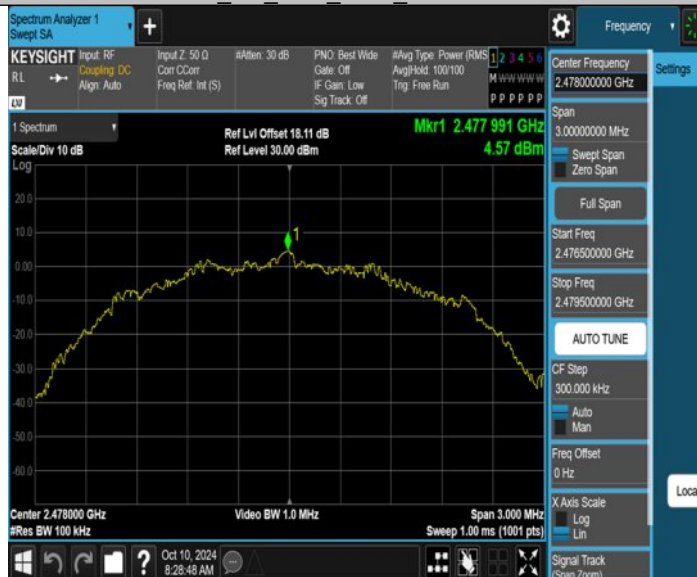 Spectrum Analyzer 1
Swept SA
+
Frequency
KEYSIGHT
RL
Input: RF
Coupling: DC
Align: Auto
Input Z: 50 Ω
Corr CCorr
Freq Ref: Int (S)
#Atten: 30 dB
PNO: Best Wide
Gate: Off
IF Gain: Low
Sig Track: Off
#Avg Type: Power (RMS
Avg|Hold: 100/100
Trig: Free Run
1 2 3 4 5 6
M W W W W W
P P P P P P
LXI
1 Spectrum
Scale/Div 10 dB
Log
Ref Lvl Offset 18.11 dB
Ref Level 30.00 dBm
Mkr1 2.477 991 GHz
4.57 dBm
20.0
10.0
0.00
-10.0
-20.0
-30.0
-40.0
-50.0
-60.0
1
Center 2.478000 GHz
#Res BW 100 kHz
Video BW 1.0 MHz
Span 3.000 MHz
Sweep 1.00 ms (1001 pts)
?
Oct 10, 2024
8:28:48 AM
Center Frequency
2.478000000 GHz
Span
3.00000000 MHz
Swept Span
Zero Span
Full Span
Start Freq
2.476500000 GHz
Stop Freq
2.479500000 GHz
AUTO TUNE
CF Step
300.000 kHz
Auto
Man
Freq Offset
0 Hz
X Axis Scale
Log
Lin
Signal Track
(Span Zoom)
Settings
Loca